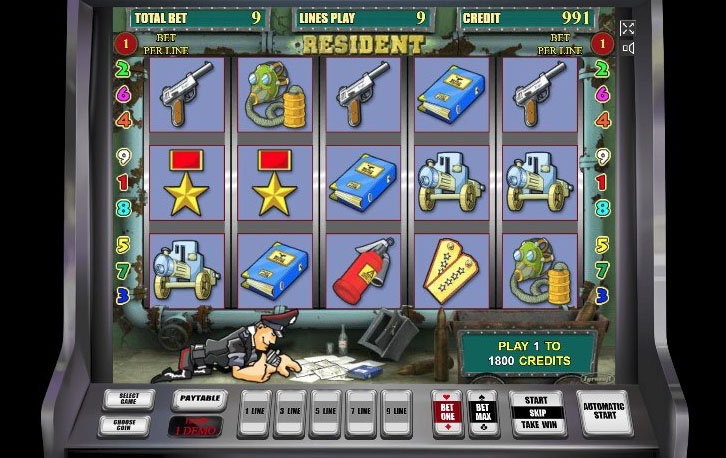 TOTAL BET 9 LINES PLAY 9 CREDIT 991
1 BET PER LINE RESIDENT BET PER LINE 1
2 2
6 6
4 4
9 9
1 1
8 8
5 5
7 7
3 3
PLAY 1 TO
1800 CREDITS
SELECT GAME
PAYTABLE
1 LINE
3 LINE
5 LINE
7 LINE
9 LINE
BET ONE
BET MAX
START
SKIP
TAKE WIN
AUTOMATIC START
CHOOSE COIN
1 DEMO